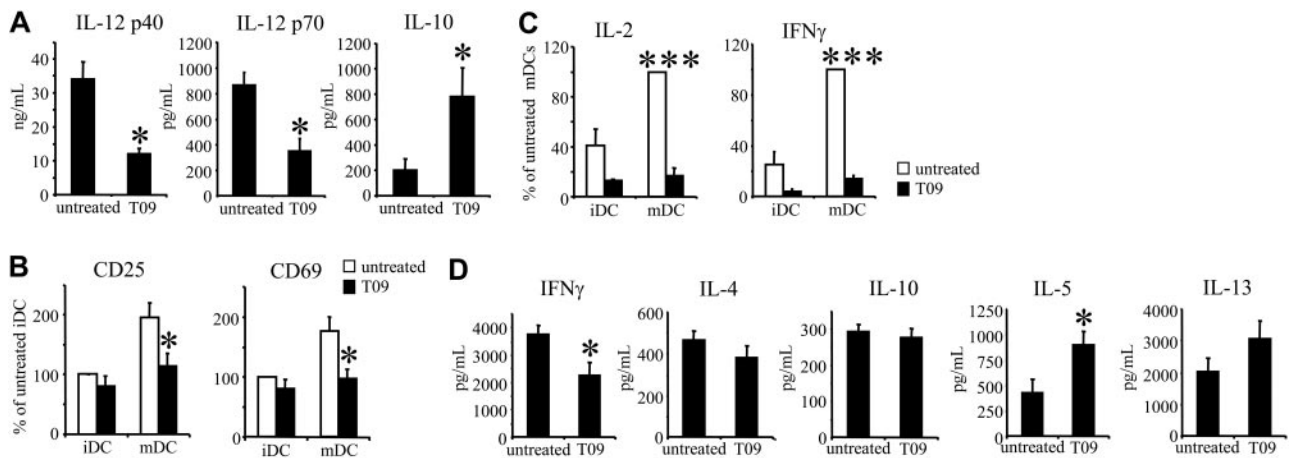 A
IL-12 p40
ng/mL
40
30
20
10
0
untreated T09
IL-12 p70
pg/mL
1200
1000
800
600
400
200
0
untreated T09
IL-10
pg/mL
1200
1000
800
600
400
200
0
untreated T09
*
*
*
B
CD25
% of untreated iDC
200
100
0
iDC mDC
*
CD69
200
100
0
iDC mDC
*
untreated
T09
C
IL-2
% of untreated mDCs
120
80
40
0
iDC mDC
***
IFNγ
120
80
40
0
iDC mDC
***
untreated
T09
D
IFNγ
pg/mL
4000
3000
2000
1000
0
untreated T09
*
IL-4
pg/mL
600
400
200
0
untreated T09
IL-10
pg/mL
300
200
100
0
untreated T09
IL-5
pg/mL
1250
1000
750
500
250
untreated T09
*
IL-13
pg/mL
5000
4000
3000
2000
1000
0
untreated T09